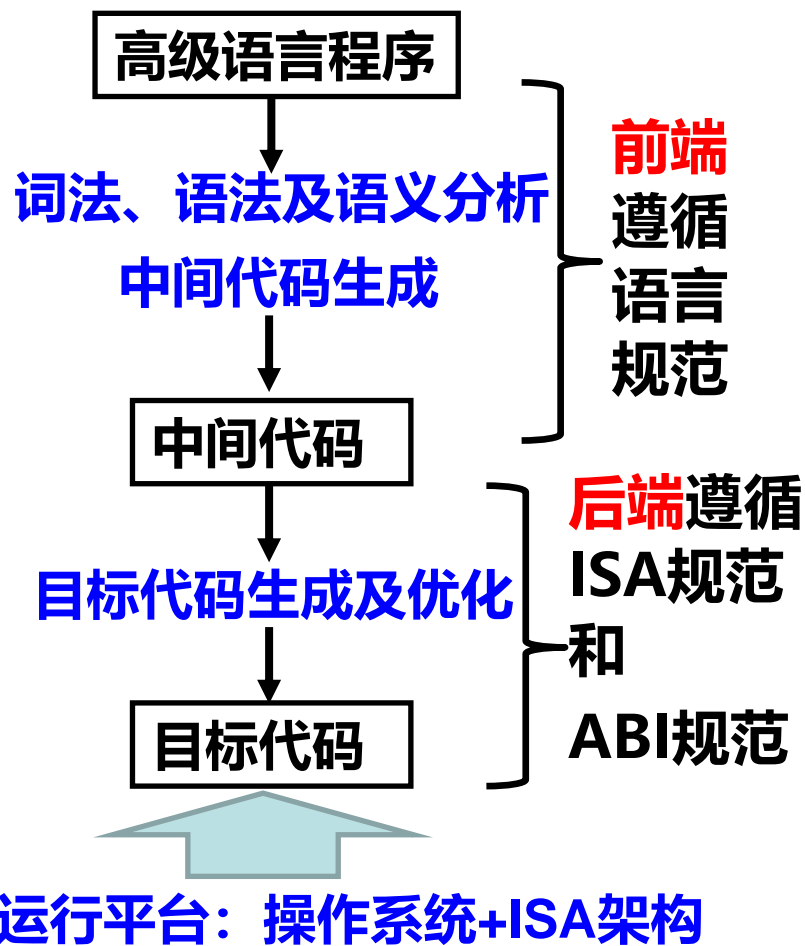 高级语言程序
词法、语法及语义分析
中间代码生成
中间代码
目标代码生成及优化
目标代码
运行平台：操作系统+ISA架构
前端
遵循
语言
规范
后端遵循
ISA规范
和
ABI规范